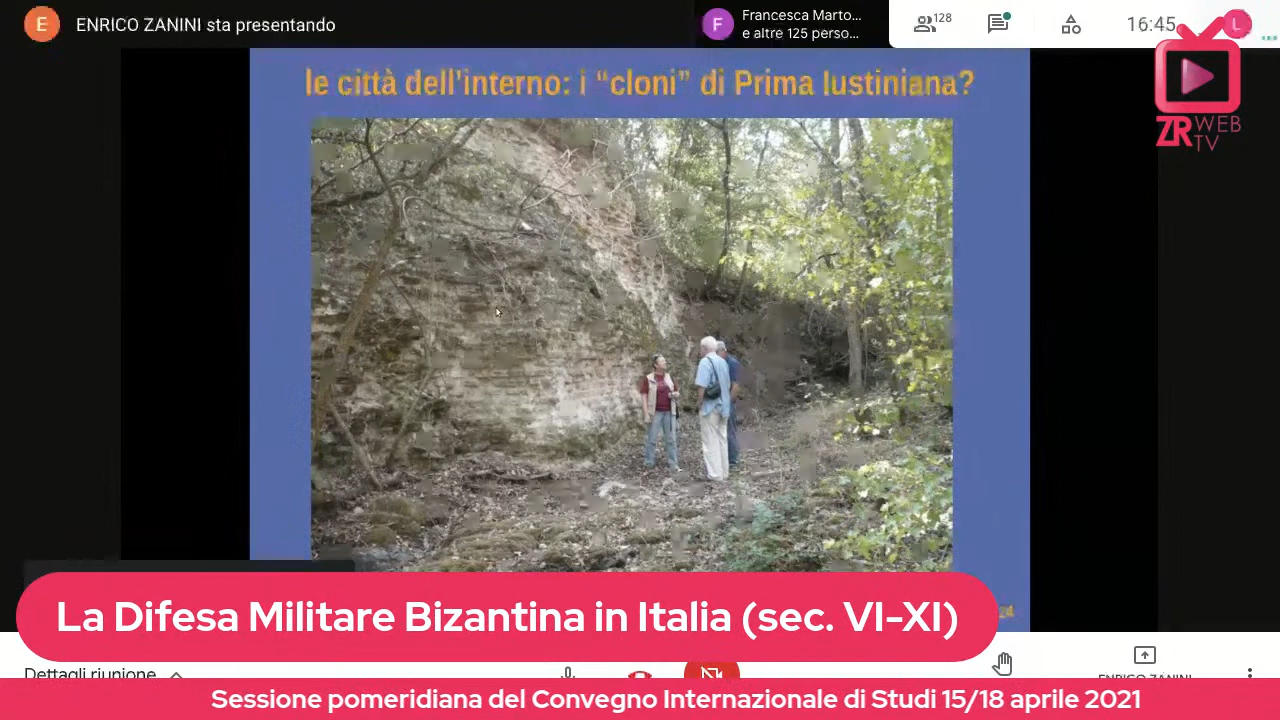 E ENRICO ZANINI sta presentando
F Francesca Marto...
e altre 125 perso...
128
16:45
L
ZR WEB TV
le città dell'interno: i “cloni” di Prima Iustiniana?
La Difesa Militare Bizantina in Italia (sec. VI-XI)
Dettagli riunione
ENRICO ZANINI
Sessione pomeridiana del Convegno Internazionale di Studi 15/18 aprile 2021